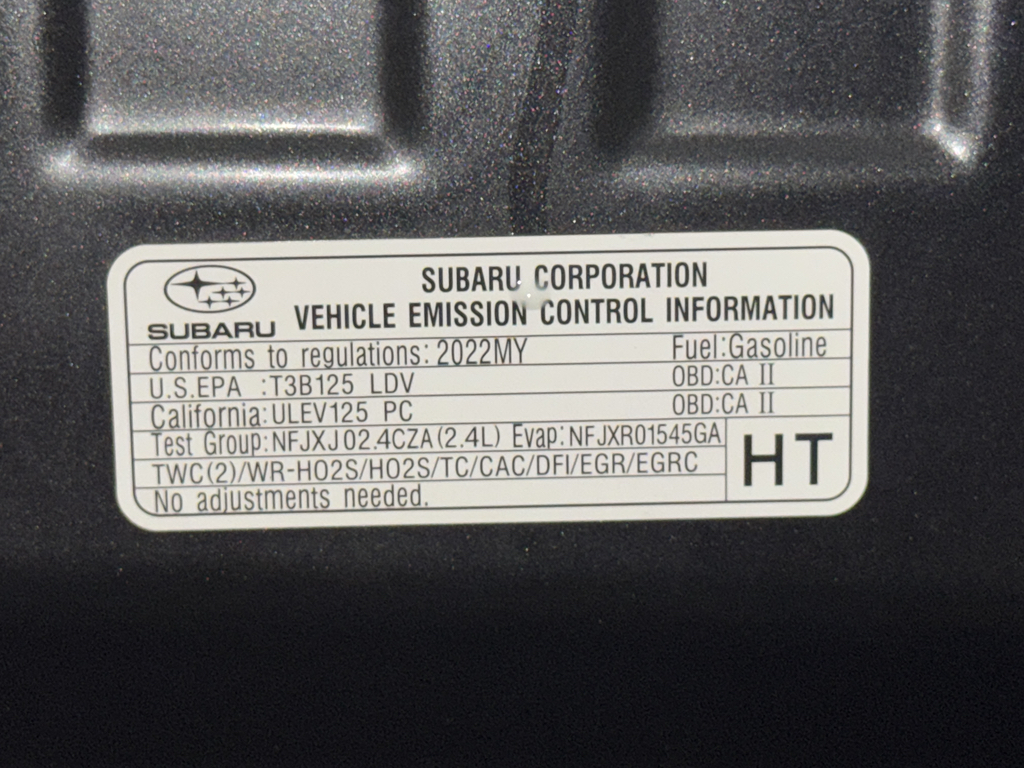 SUBARU CORPORATION
SUBARU VEHICLE EMISSION CONTROL INFORMATION
Conforms to regulations: 2022MY Fuel:Gasoline
U.S.EPA :T3B125 LDV OBD:CA II
California:ULEV125 PC OBD:CA II
Test Group:NFJXJ02.4CZA(2.4L) Evap:NFJXR01545GA
TWC(2)/WR-HO2S/HO2S/TC/CAC/DFI/EGR/EGRC
HT
No adjustments needed.